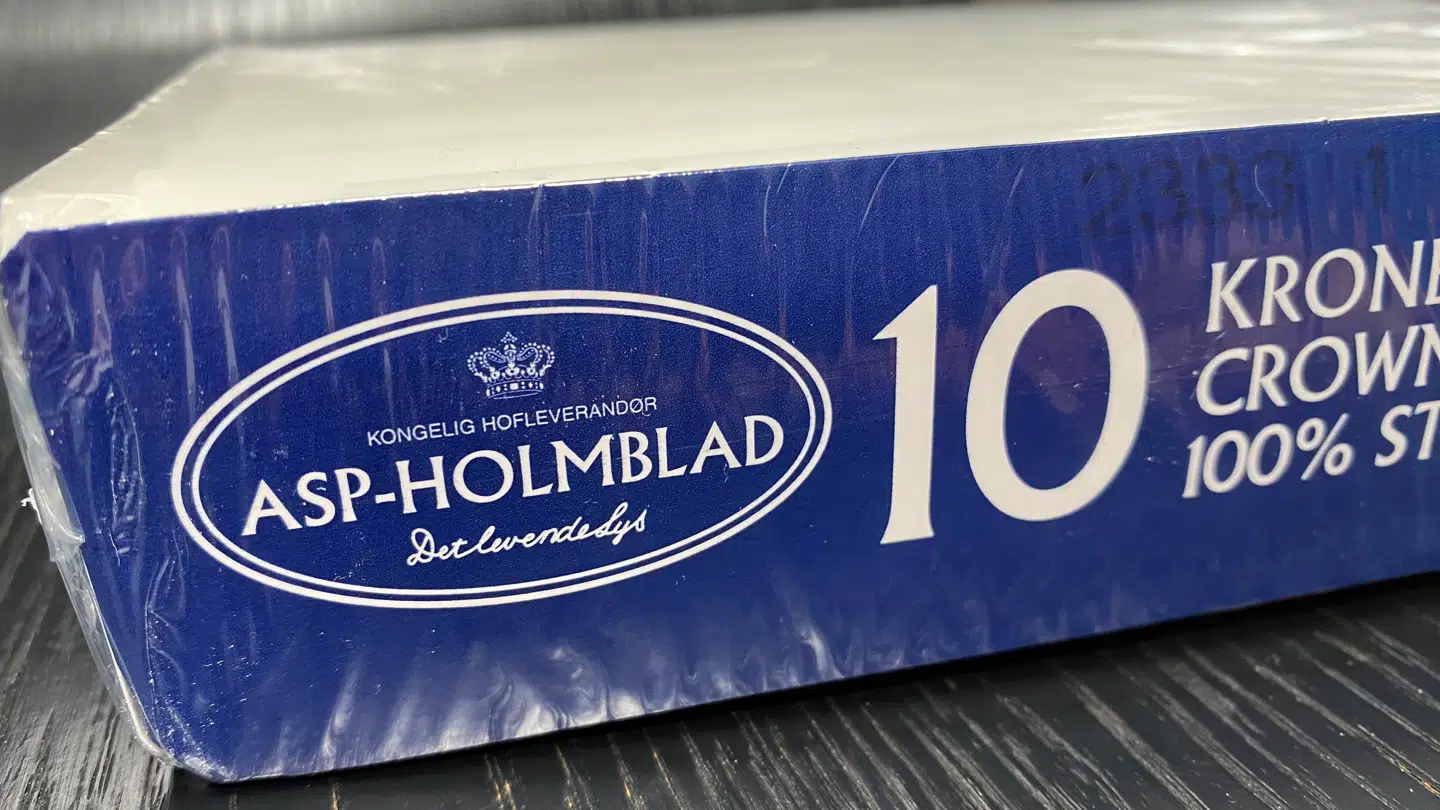 2333 1
KONGELIG HOFLEVERANDØR
ASP-HOLMBLAD
Det levende Lys
10
KRONE
CROWN
100% ST